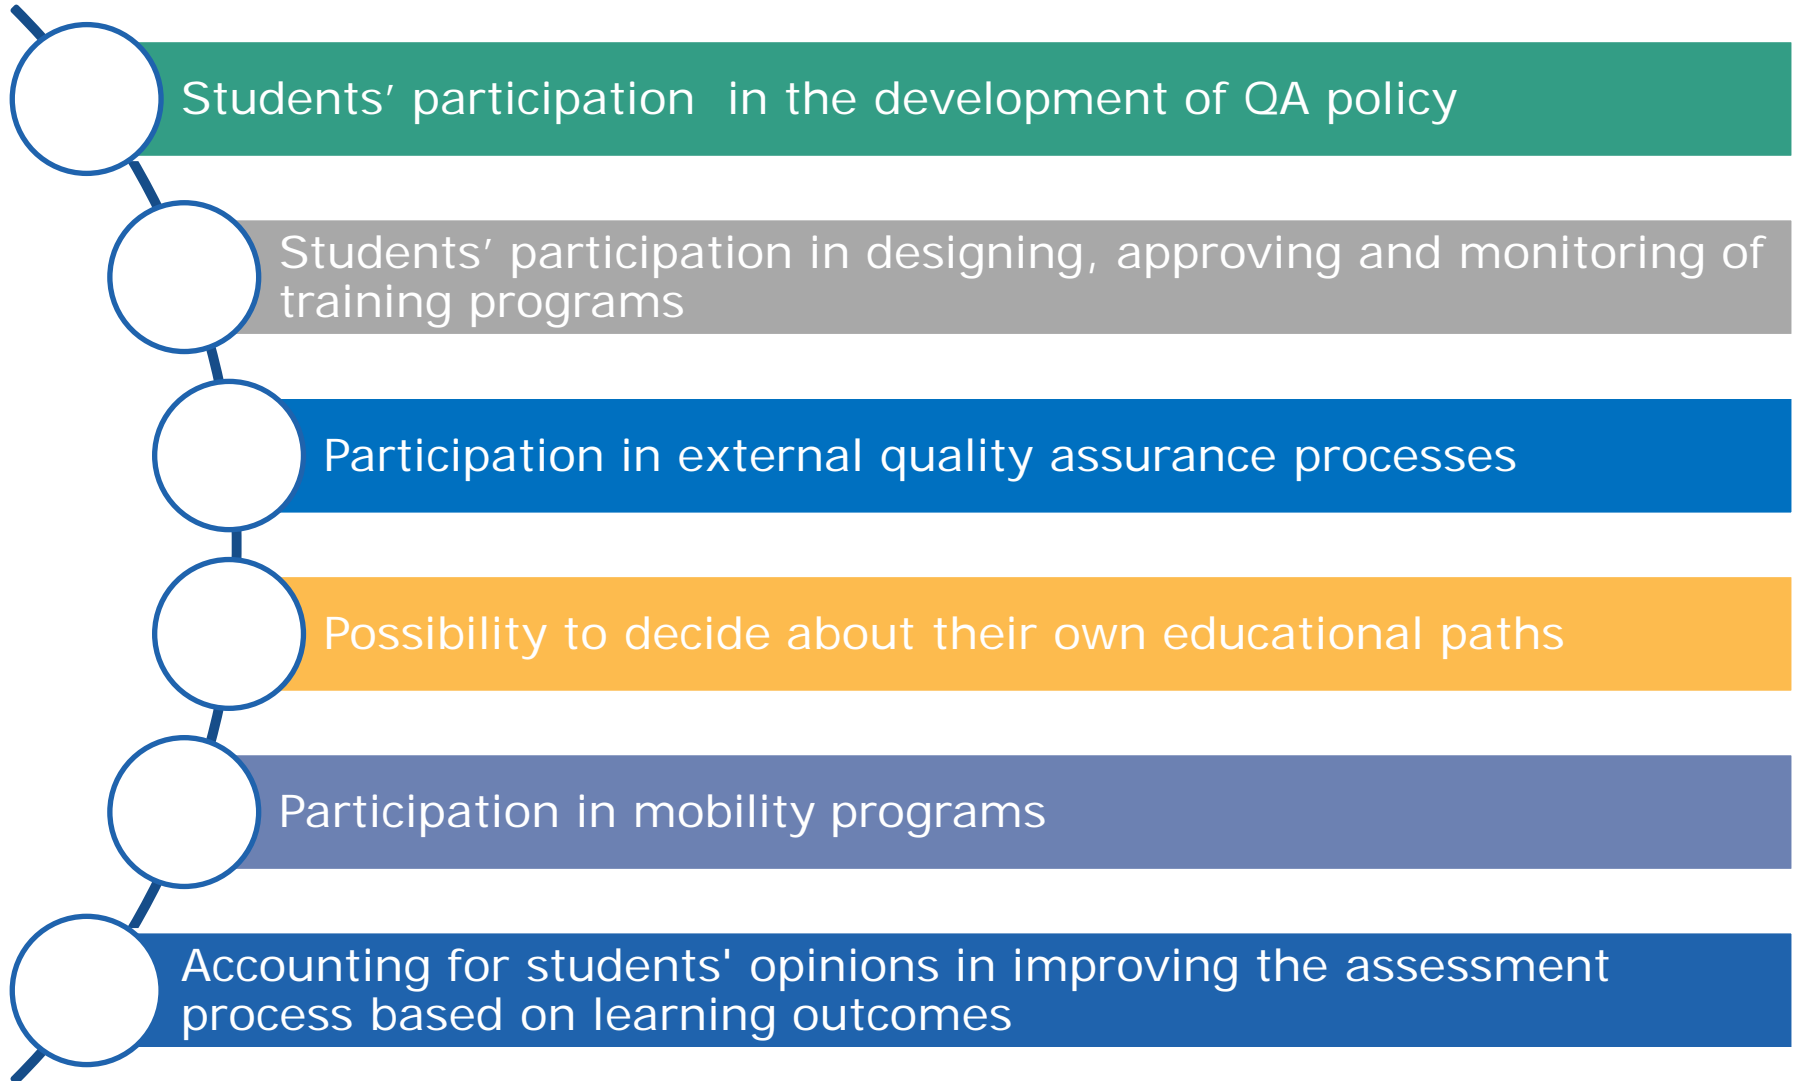 Students’ participation  in the development of QA policy
Students’ participation in designing, approving and monitoring of
training programs
Participation in external quality assurance processes
Possibility to decide about their own educational paths
Participation in mobility programs
Accounting for students' opinions in improving the assessment
process based on learning outcomes